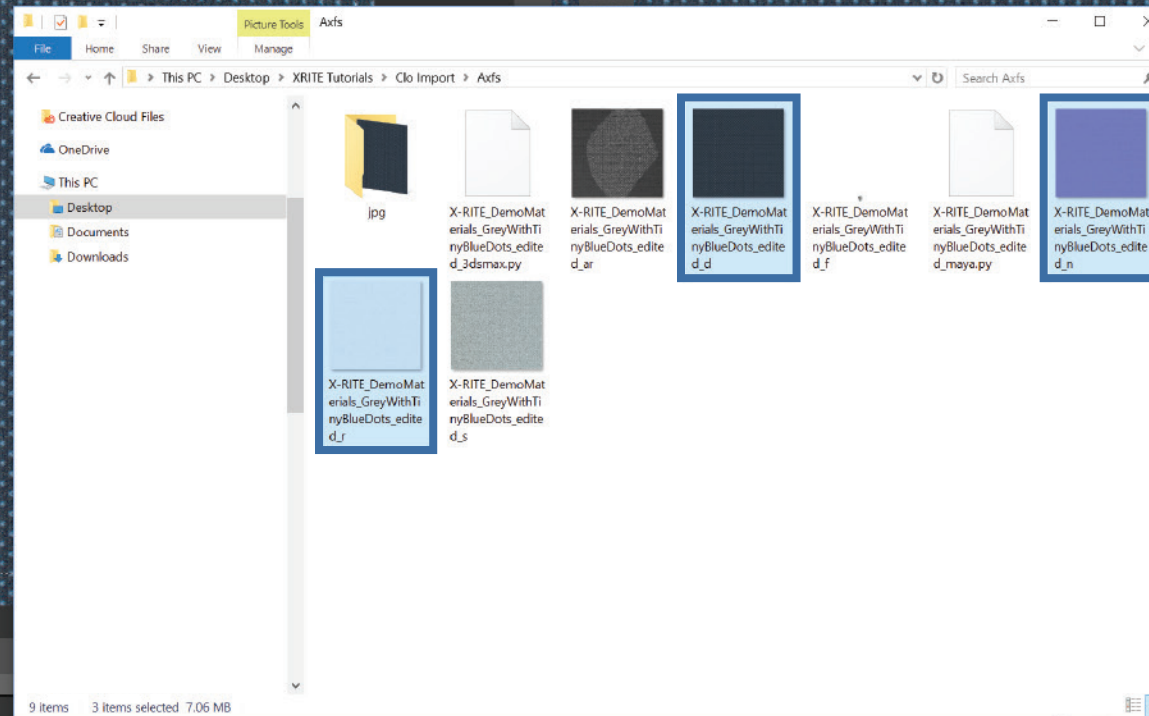 Picture Tools Axfs
File Home Share View Manage
This PC > Desktop > XRITE Tutorials > Clo Import > Axfs
Search Axfs
Creative Cloud Files
OneDrive
This PC
Desktop
Documents
Downloads
jpg
X-RITE_DemoMat
erials_GreyWithTi
nyBlueDots_edite
d_3dsmax.py
X-RITE_DemoMat
erials_GreyWithTi
nyBlueDots_edite
d_ar
X-RITE_DemoMat
erials_GreyWithTi
nyBlueDots_edite
d_d
X-RITE_DemoMat
erials_GreyWithTi
nyBlueDots_edite
d_f
X-RITE_DemoMat
erials_GreyWithTi
nyBlueDots_edite
d_maya.py
X-RITE_DemoMat
erials_GreyWithTi
nyBlueDots_edite
d_n
X-RITE_DemoMat
erials_GreyWithTi
nyBlueDots_edite
d_r
X-RITE_DemoMat
erials_GreyWithTi
nyBlueDots_edite
d_s
9 items 3 items selected 7.06 MB